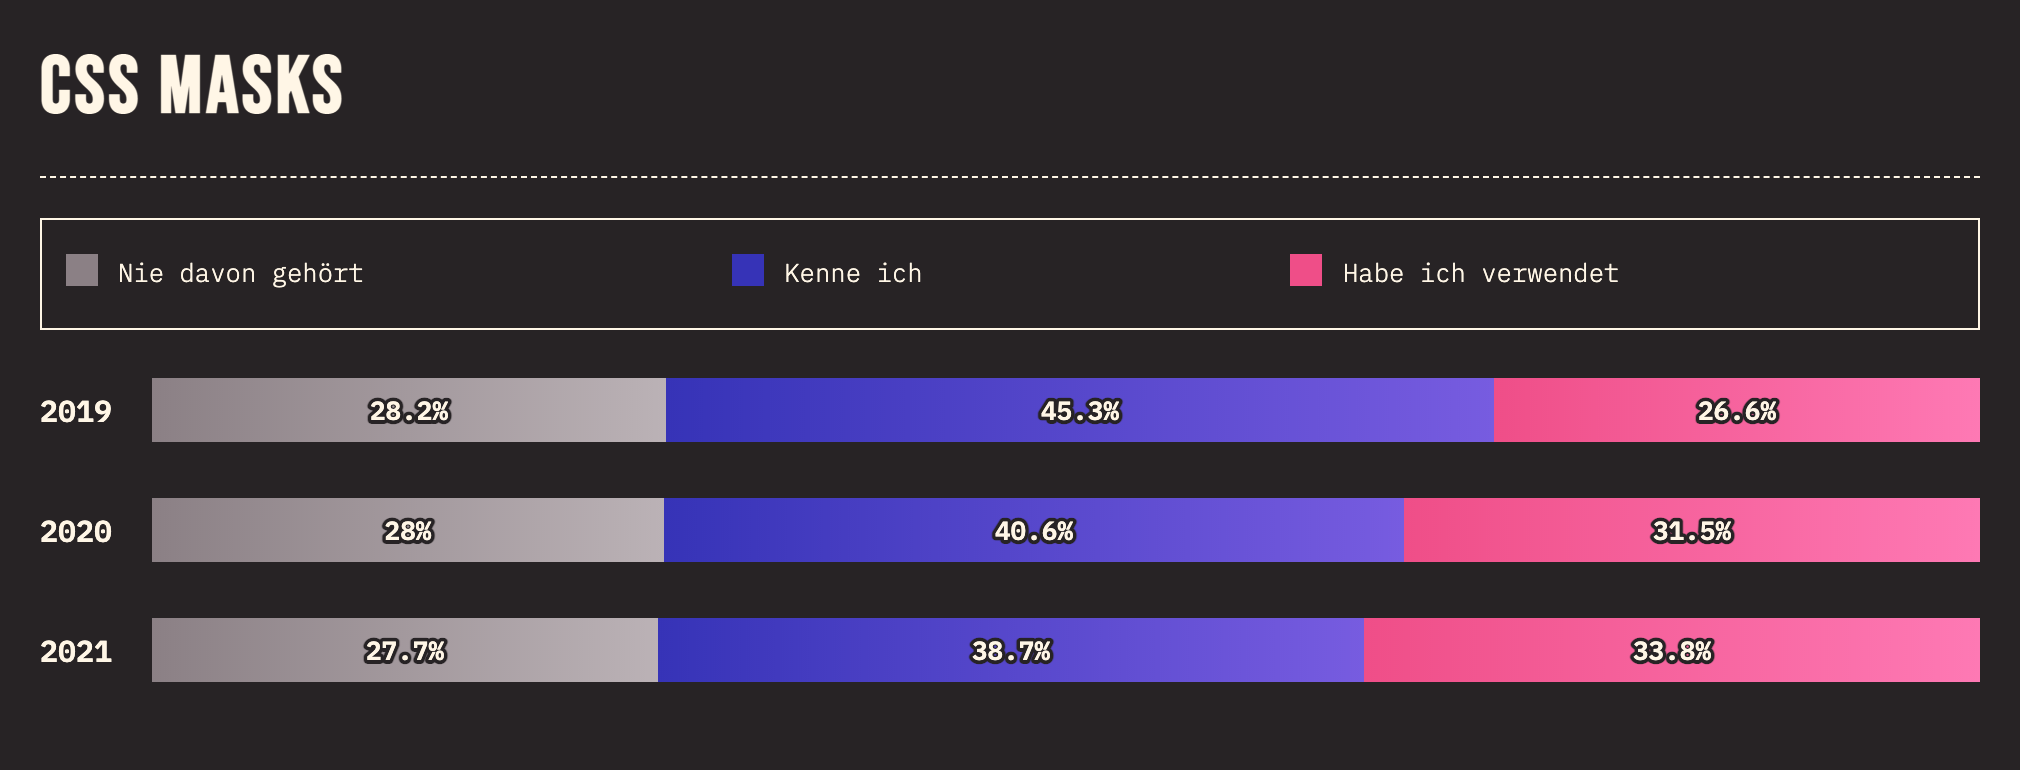 CSS MASKS
Nie davon gehört Kenne ich Habe ich verwendet
2019 28.2% 45.3% 26.6%
2020 28% 40.6% 31.5%
2021 27.7% 38.7% 33.8%